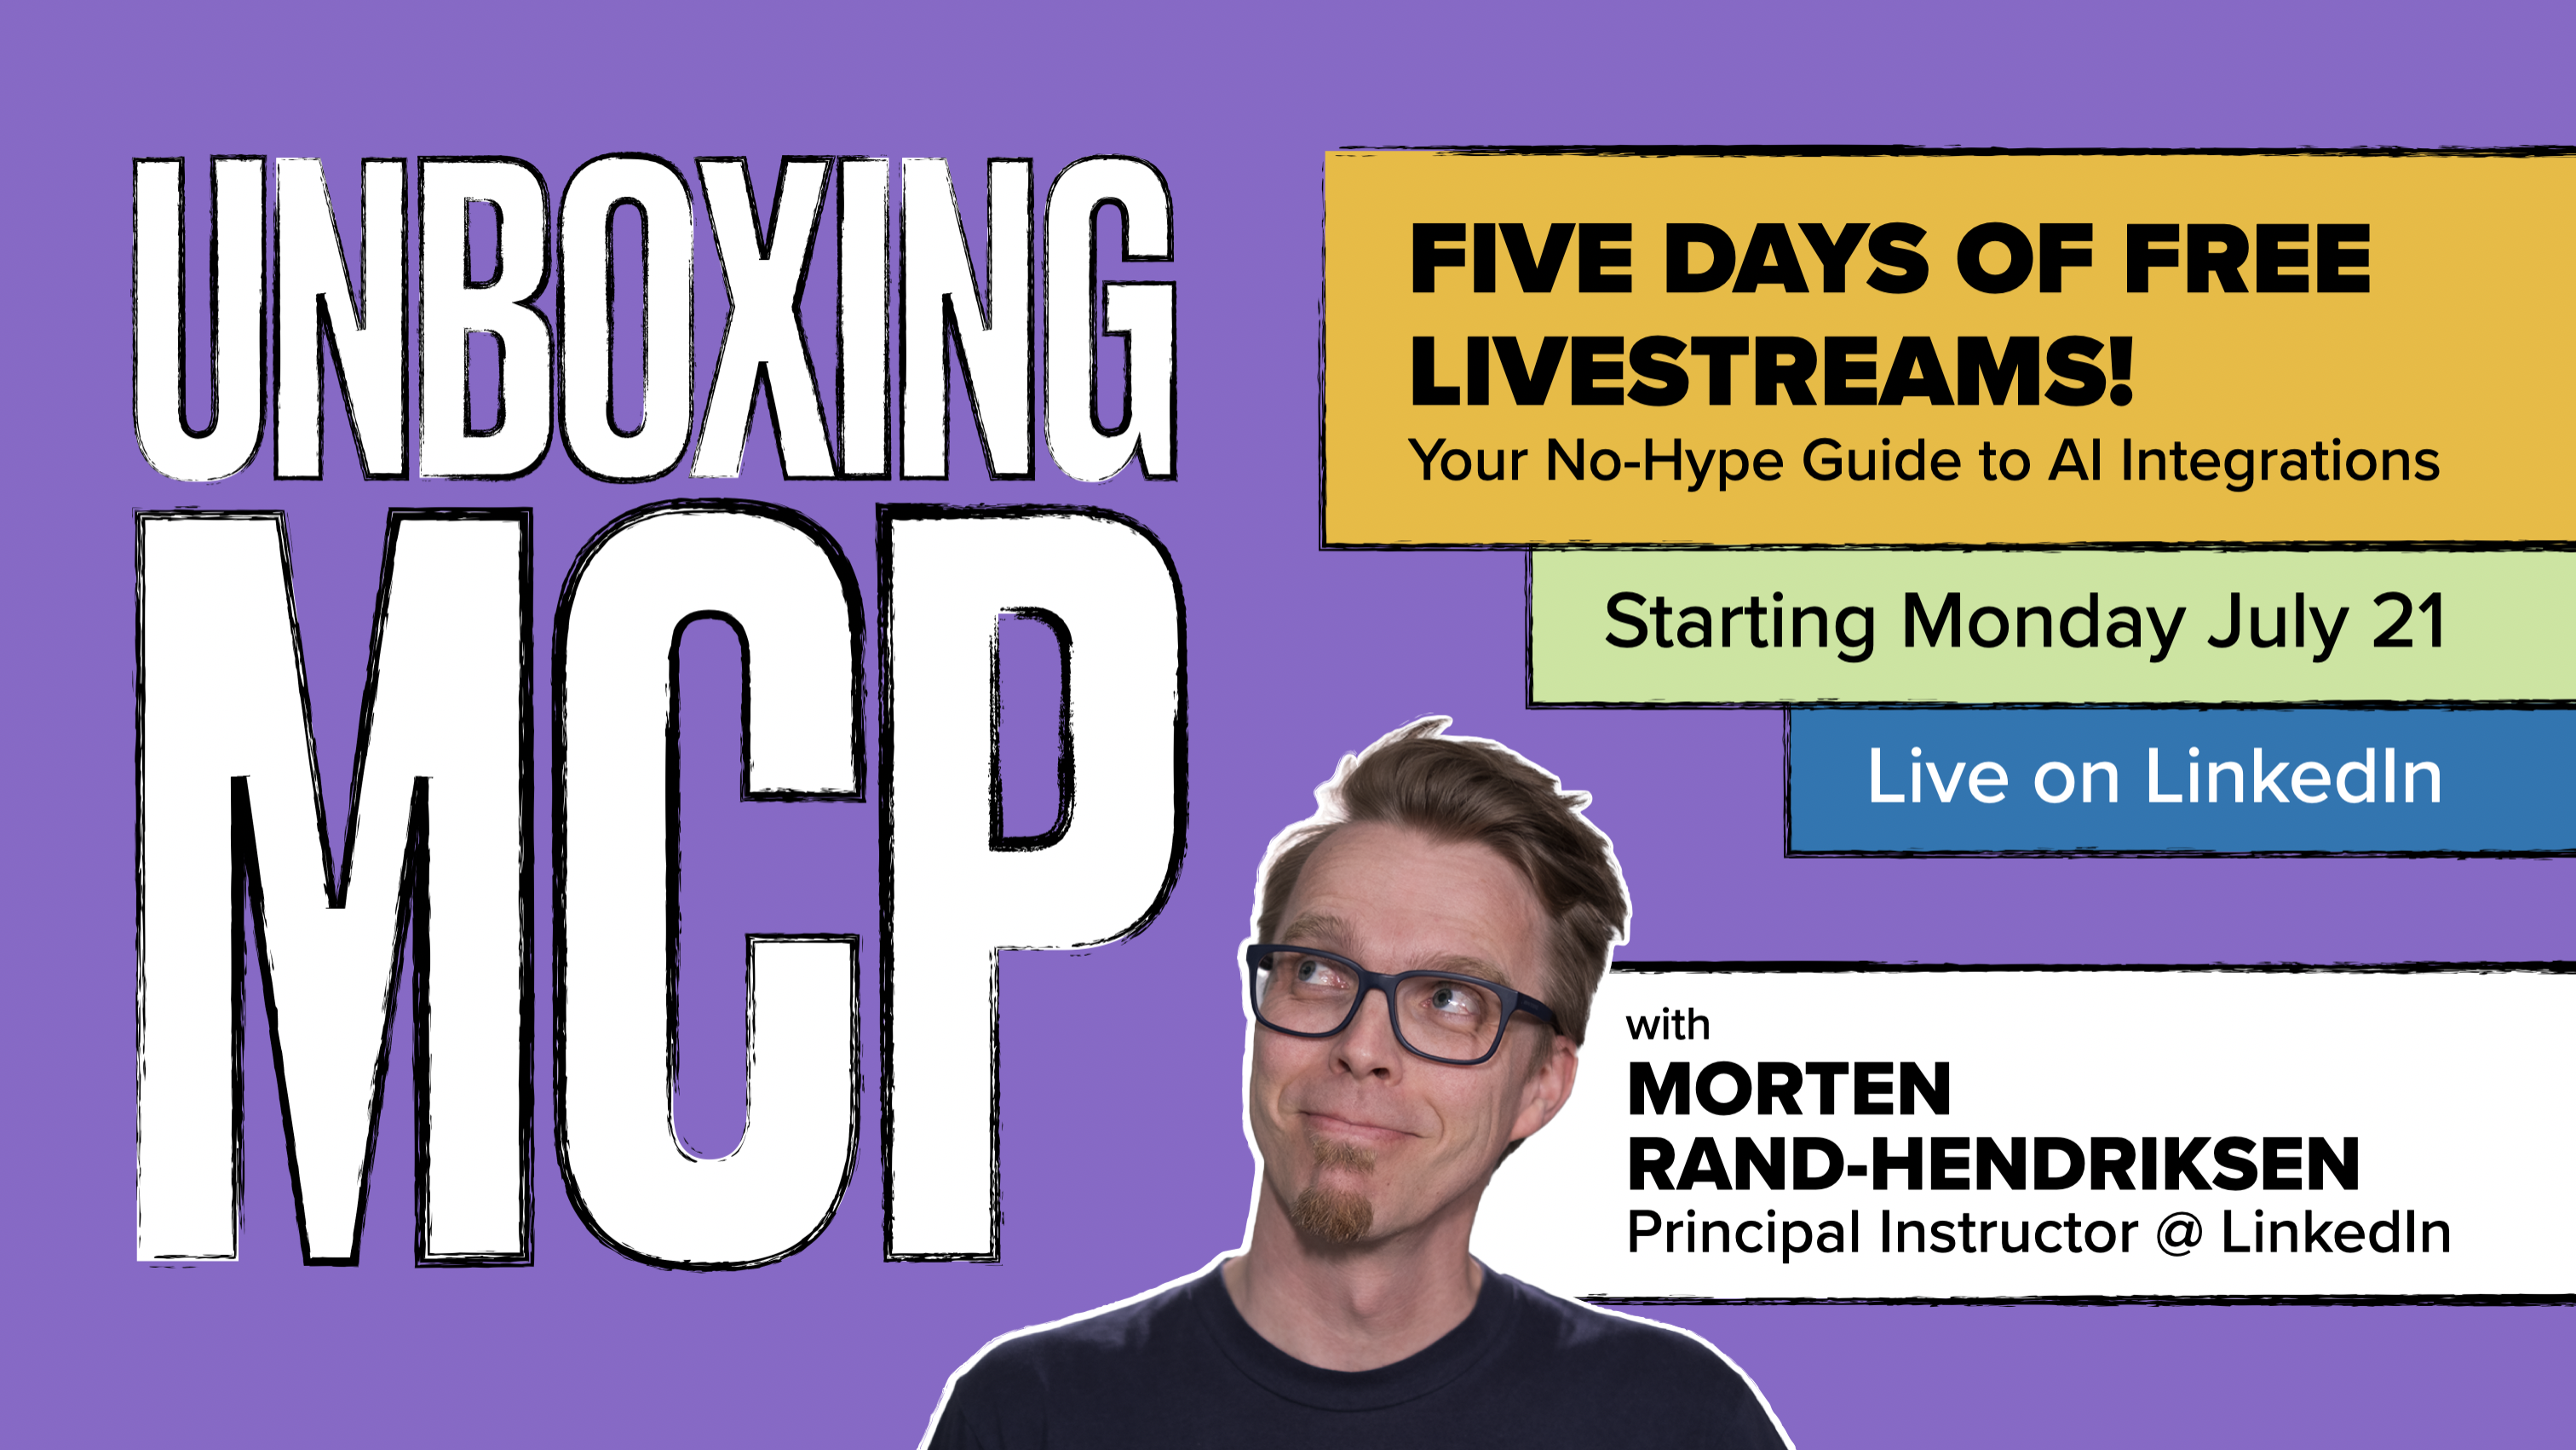 UNBOXING
MCP
FIVE DAYS OF FREE
LIVESTREAMS!
Your No-Hype Guide to AI Integrations
Starting Monday July 21
Live on LinkedIn
with
MORTEN
RAND-HENDRIKSEN
Principal Instructor @ LinkedIn